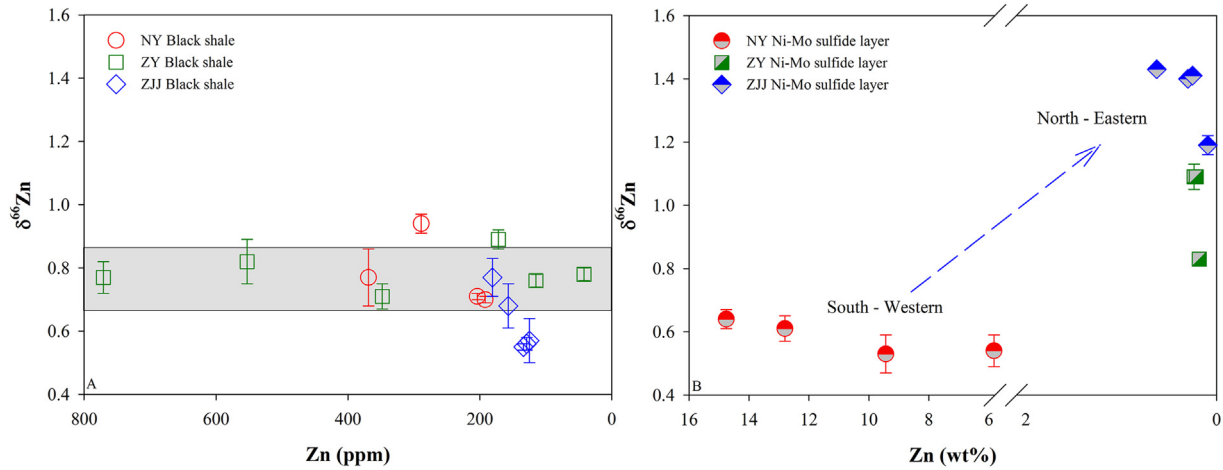 1.6
1.4
1.2
1.0
0.8
0.6
0.4
δ66Zn
NY Black shale
ZY Black shale
ZJJ Black shale
A
800
600
400
200
0
Zn (ppm)
1.6
1.4
1.2
1.0
0.8
0.6
0.4
δ66Zn
NY Ni-Mo sulfide layer
ZY Ni-Mo sulfide layer
ZJJ Ni-Mo sulfide layer
North - Eastern
South - Western
B
16
14
12
10
8
6
2
0
Zn (wt%)